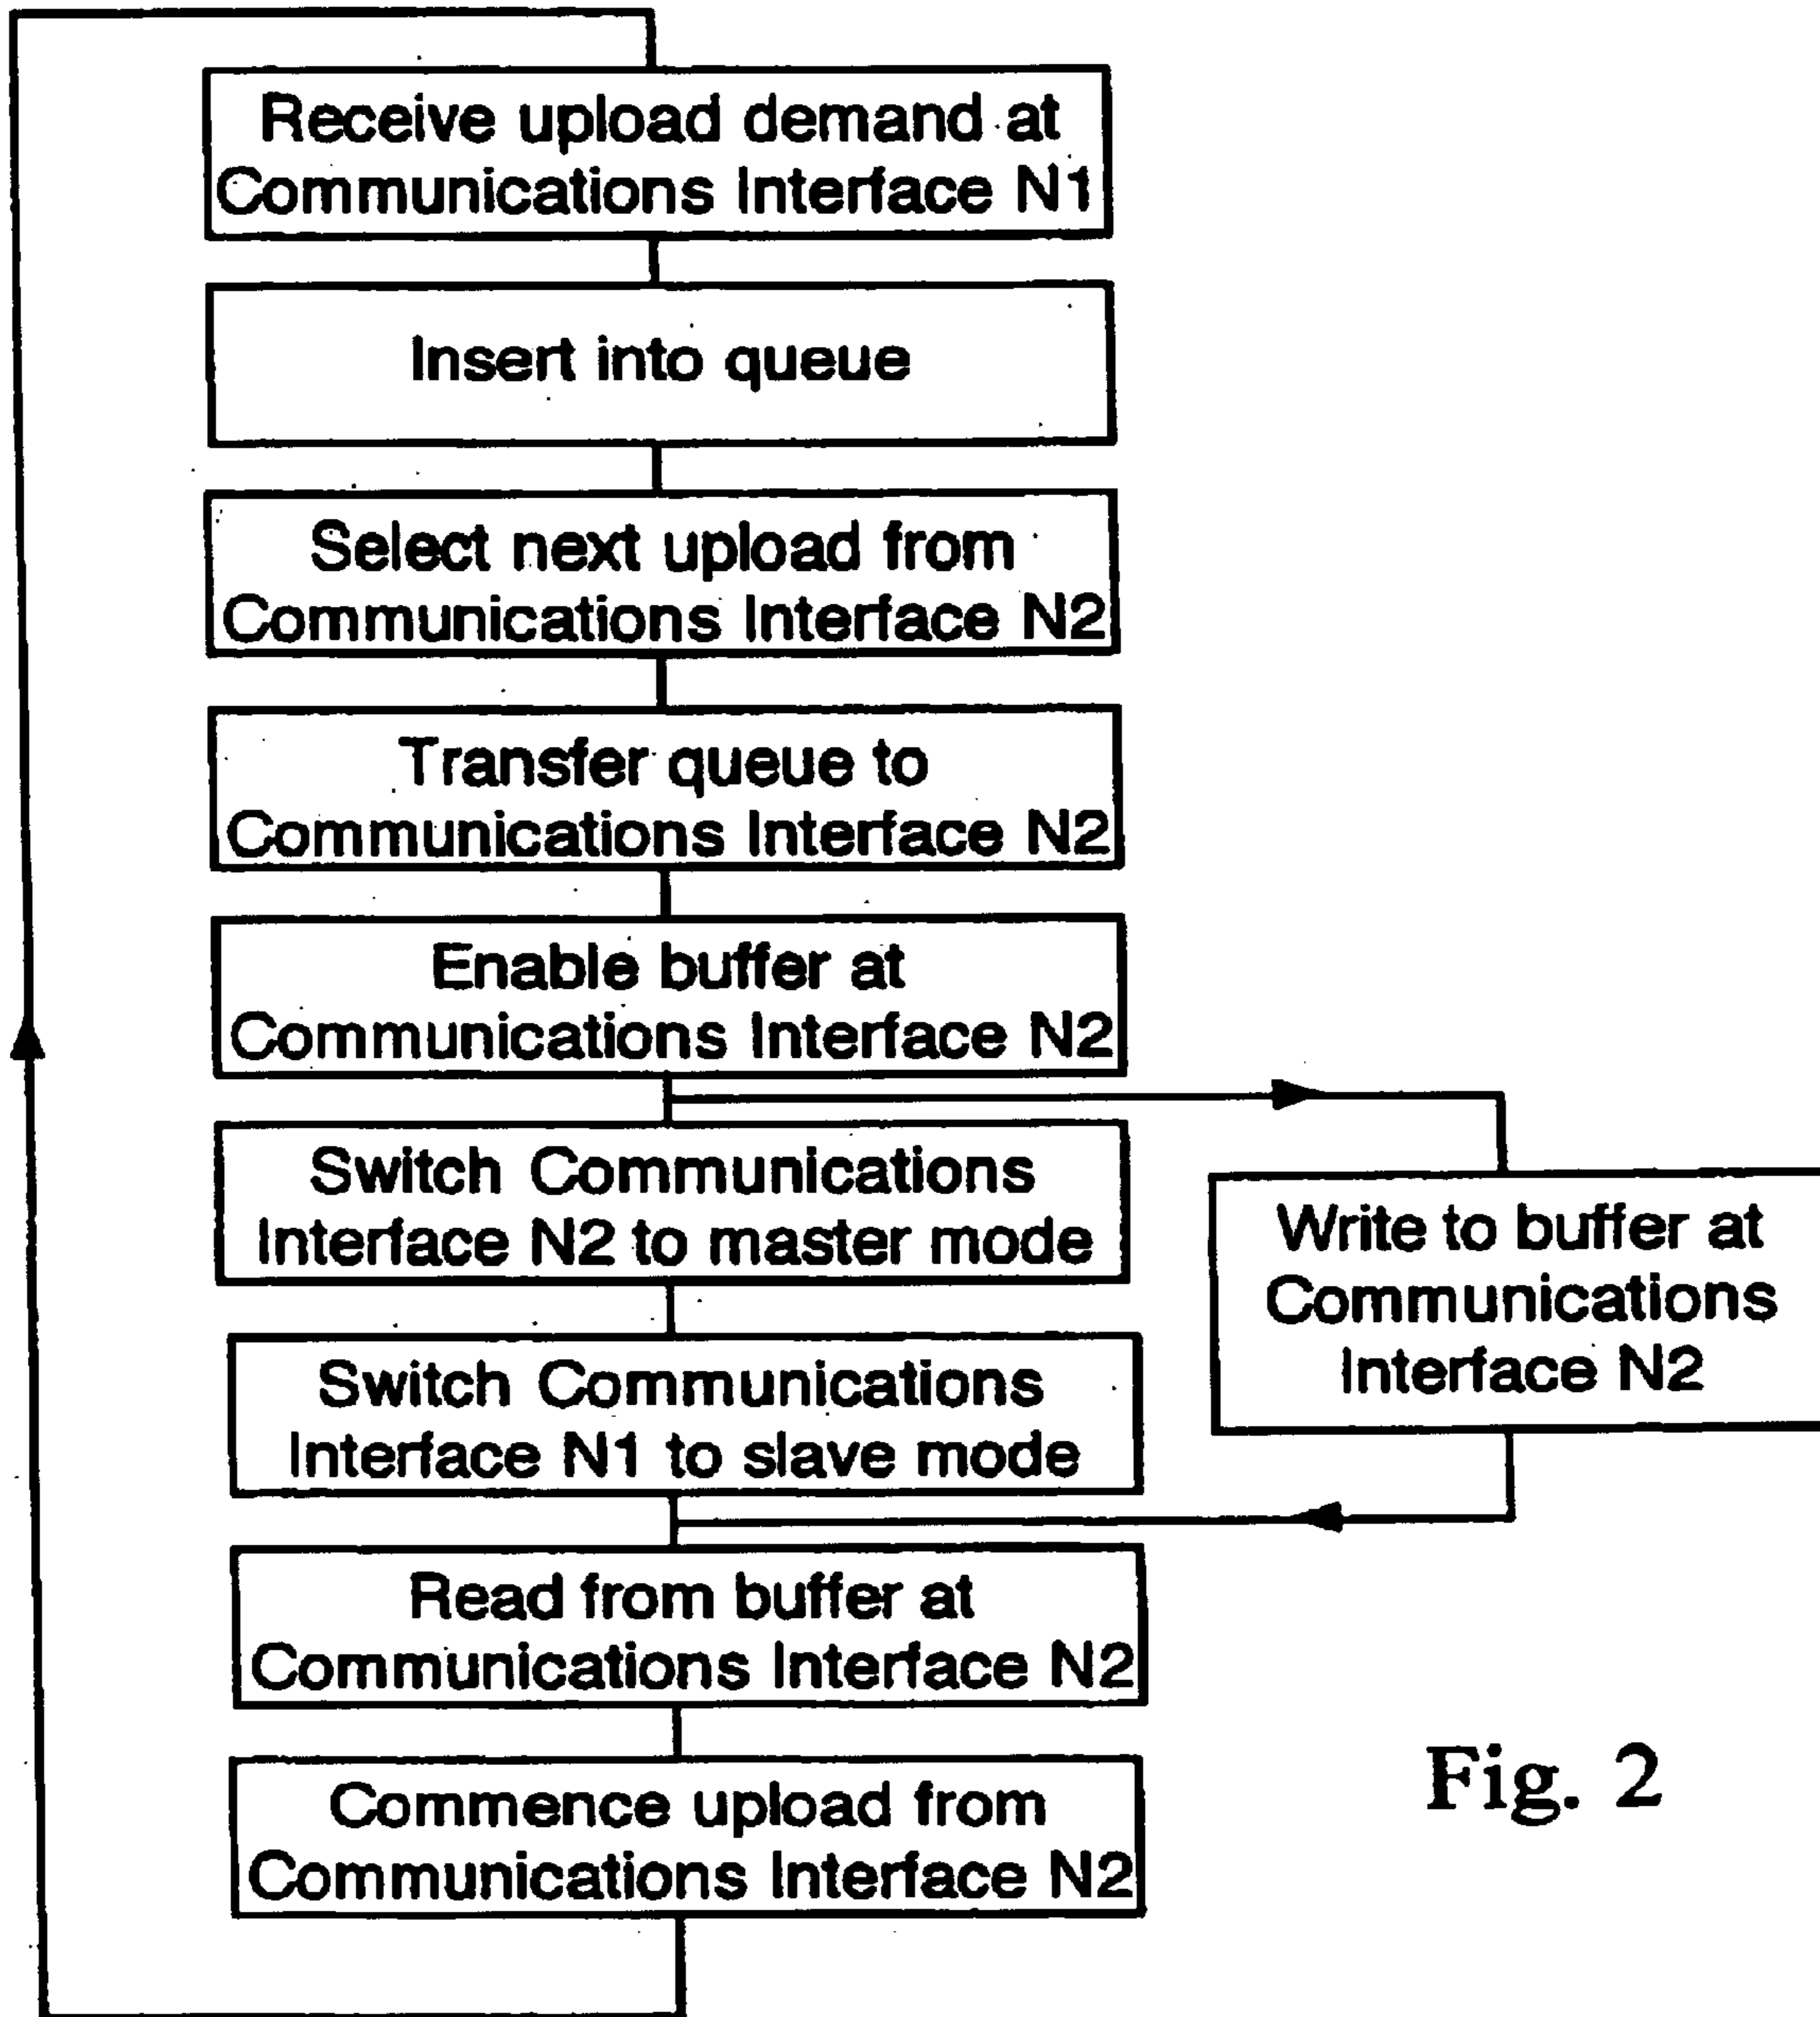 Receive upload demand at
Communications Interface N1
Insert into queue
Select next upload from
Communications Interface N2
Transfer queue to
Communications Interface N2
Enable buffer at
Communications Interface N2
Switch Communications
Interface N2 to master mode
Write to buffer at
Communications
Interface N2
Switch Communications
Interface N1 to slave mode
Read from buffer at
Communications Interface N2
Commence upload from
Communications Interface N2
Fig. 2